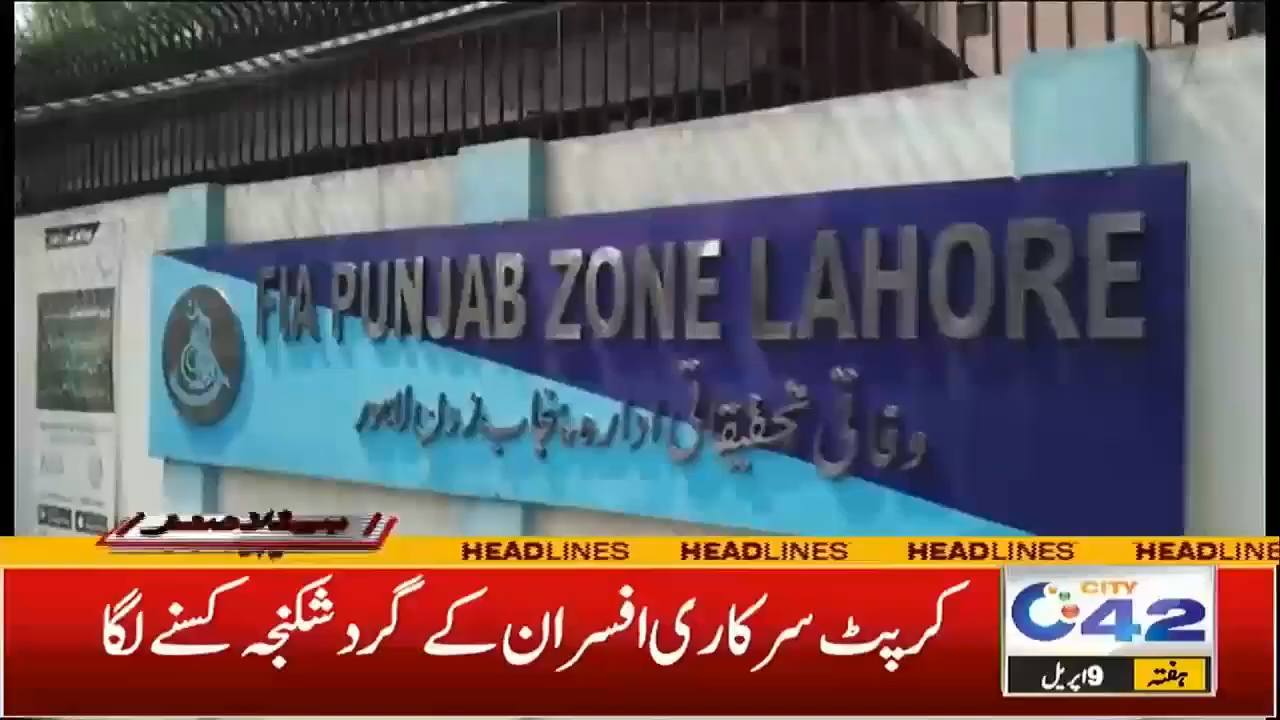 FIA PUNJAB ZONE LAHORE
وفاقی تحقیقاتی ادارہ پنجاب زون لاہور
HEADLINES HEADLINES HEADLINES HEADLINE
کرپٹ سرکاری افسران کے گرد شکنجہ کسنے لگا
CITY
42
ہفتہ 9 اپریل